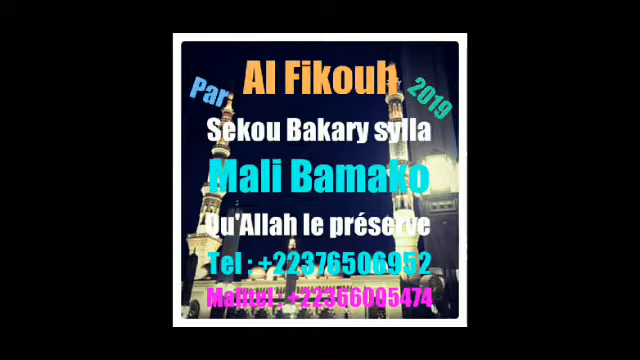 Al Fikouh
Par
2019
Sekou Bakary sylla
Mali Bamako
Qu'Allah le préserve
Tel : +22376506952
Malitel : +22366005474